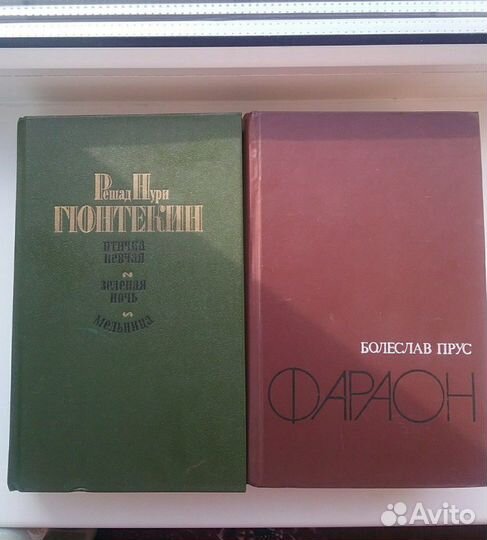 Решад Нури
Гюнтекин
птичка
певчая
зеленая
ночь
мельница
БОЛЕСЛАВ ПРУС
ФАРАОН
Avito